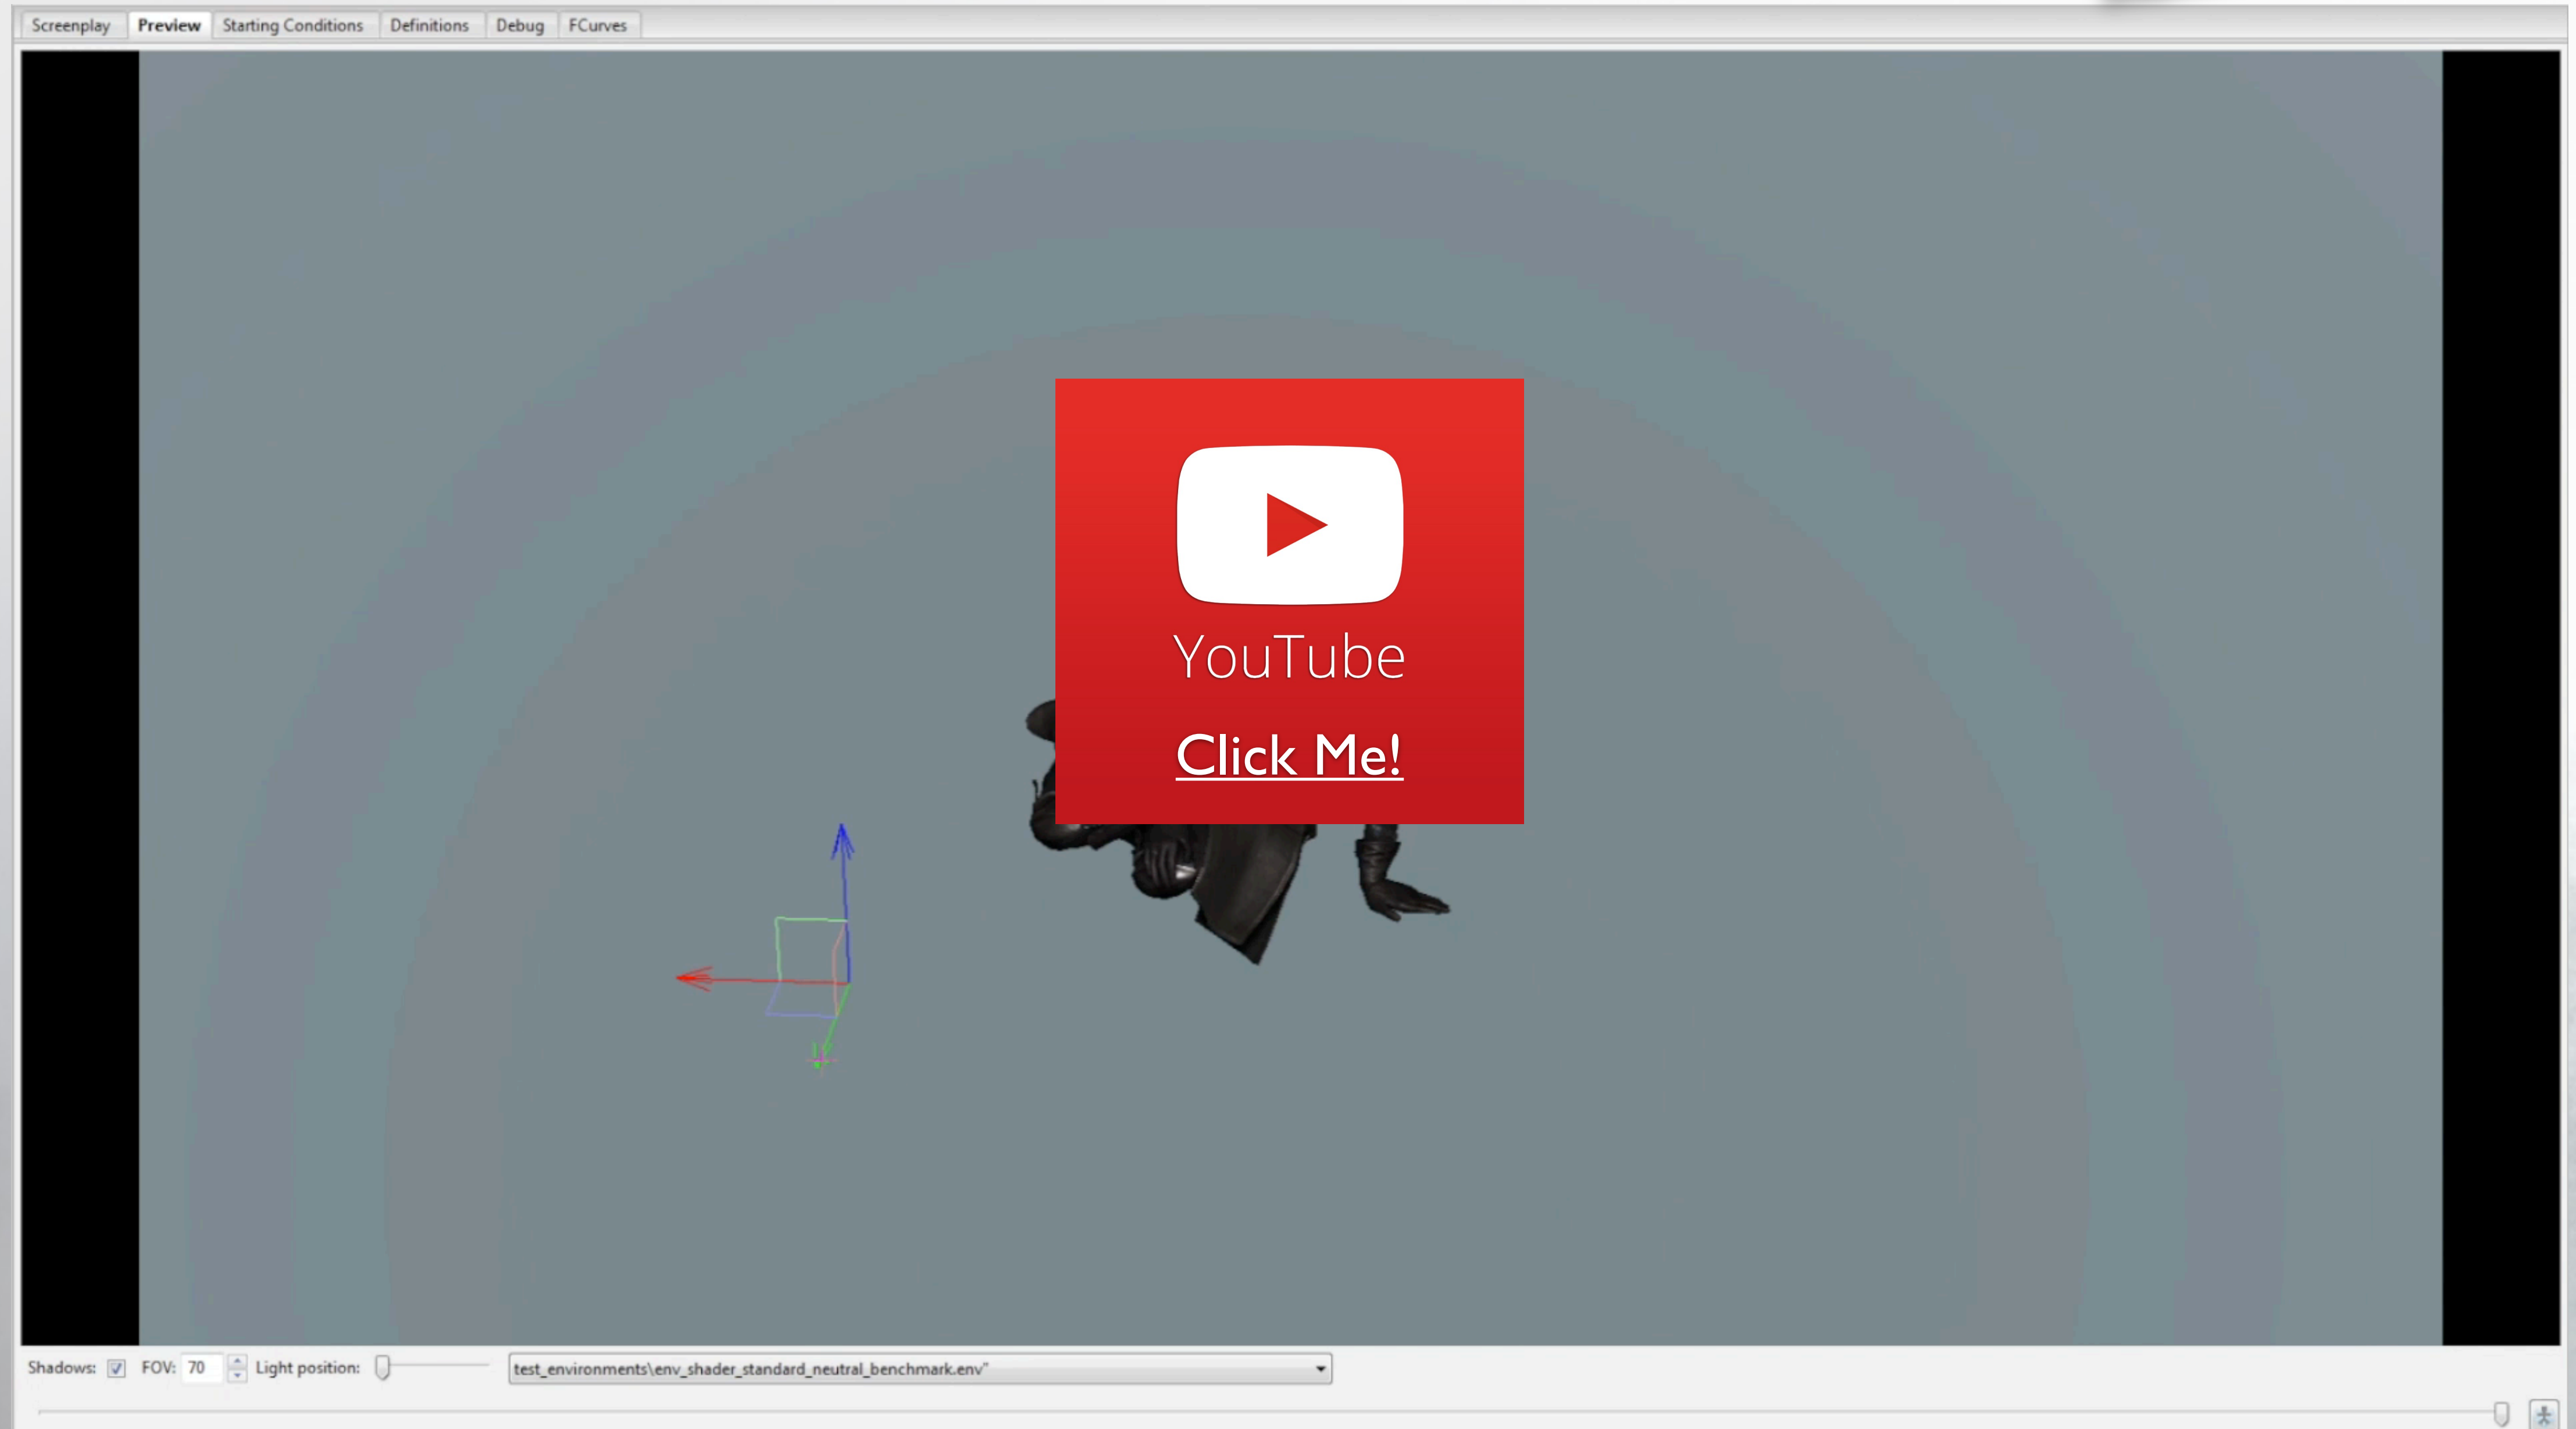 Screenplay Preview Starting Conditions Definitions Debug FCurves
YouTube
Click Me!
Shadows: FOV: 70 Light position: test_environments\env_shader_standard_neutral_benchmark.env"